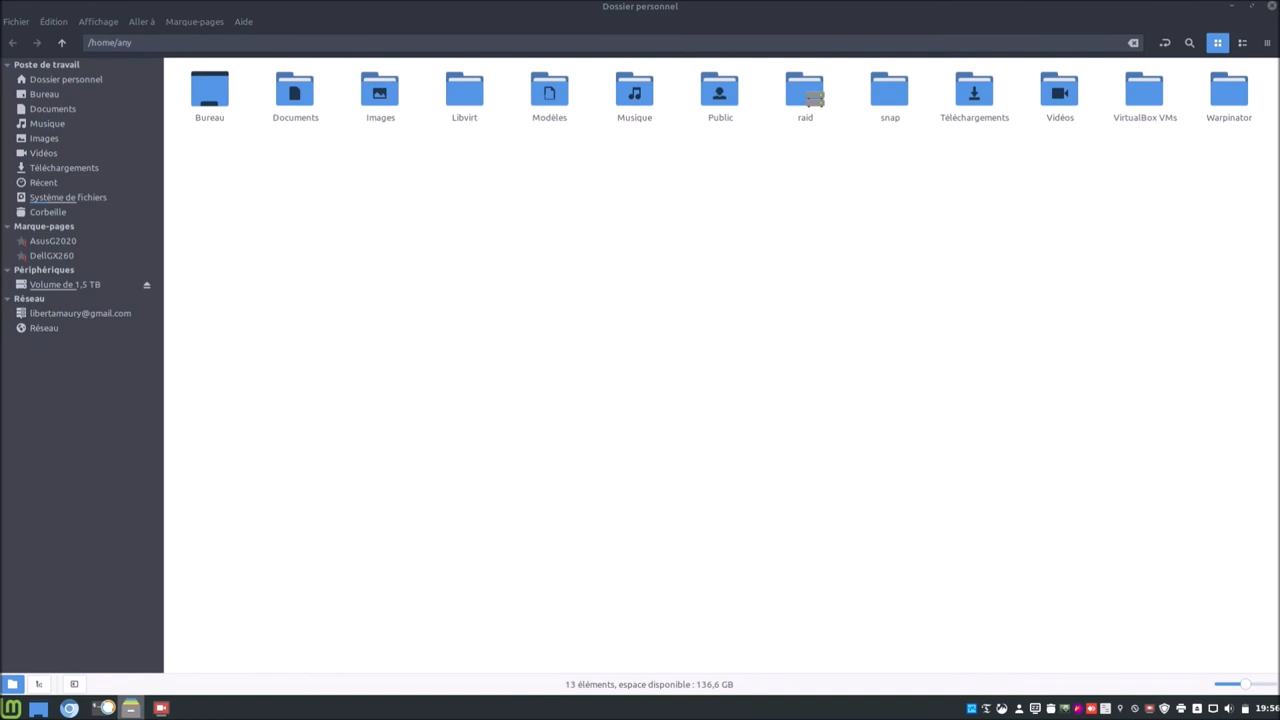 Dossier personnel
Fichier Édition Affichage Aller à Marque-pages Aide
/home/any
Poste de travail
Dossier personnel
Bureau
Documents
Musique
Images
Vidéos
Téléchargements
Récent
Système de fichiers
Corbeille
Marque-pages
AsusG2020
DellGX260
Périphériques
Volume de 1,5 TB
Réseau
libertamaury@gmail.com
Réseau
Bureau Documents Images Libvirt Modèles Musique Public raid snap Téléchargements Vidéos VirtualBox VMs Warpinator
13 éléments, espace disponible : 136,6 GB
19:56